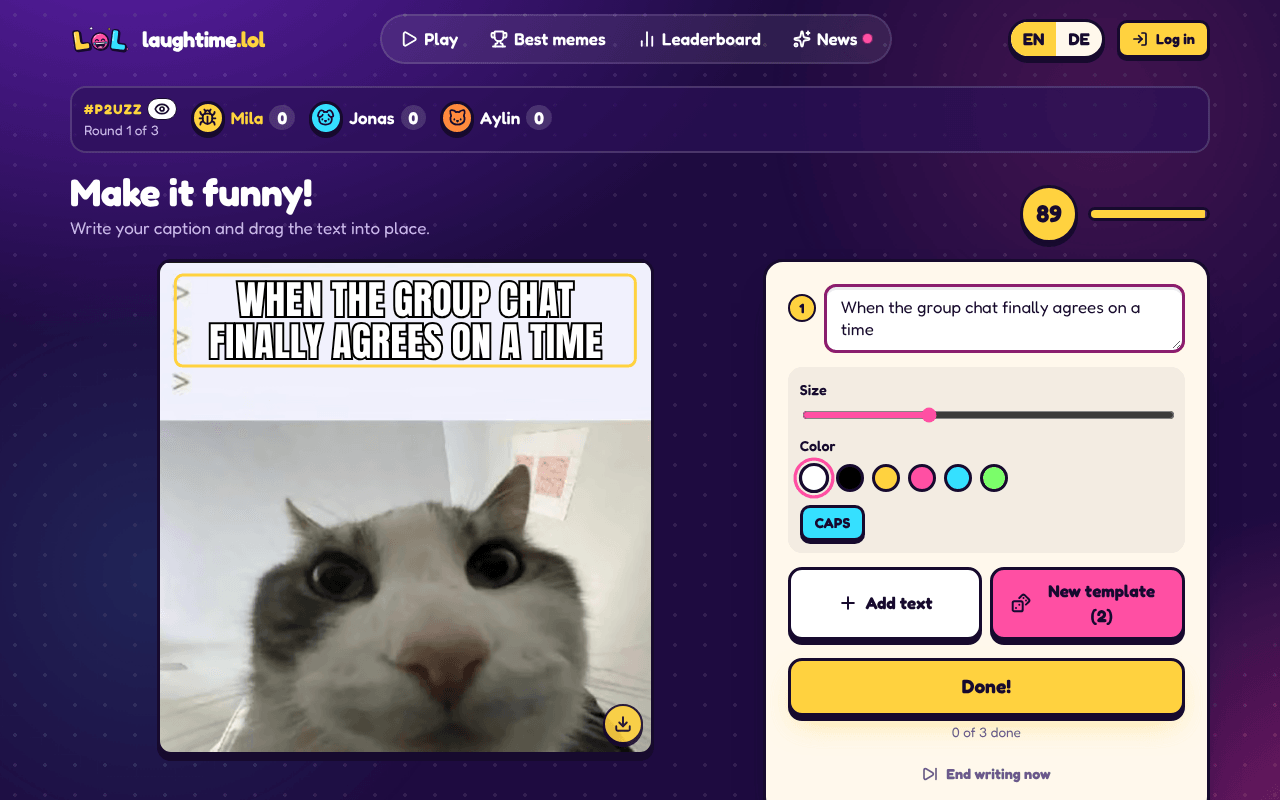 LOL laughtime.lol
Play
Best memes
Leaderboard
News
EN
DE
Log in
#P2UZZ
Round 1 of 3
Mila 0
Jonas 0
Aylin 0
Make it funny!
Write your caption and drag the text into place.
89
>
>
>
WHEN THE GROUP CHAT
FINALLY AGREES ON A TIME
1
When the group chat finally agrees on a
time
Size
Color
CAPS
+ Add text
New template
(2)
Done!
0 of 3 done
End writing now